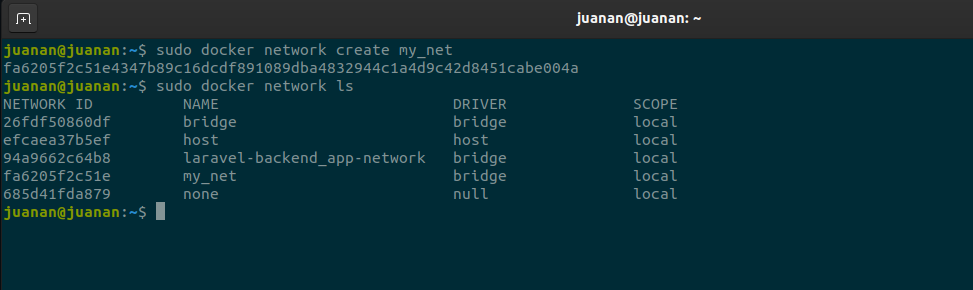 juanan@juanan: ~
juanan@juanan:~$ sudo docker network create my_net
fa6205f2c51e4347b89c16dcdf891089dba4832944c1a4d9c42d8451cabe004a
juanan@juanan:~$ sudo docker network ls
NETWORK ID          NAME                          DRIVER              SCOPE
26fdf50860df        bridge                        bridge              local
efcaea37b5ef        host                          host                local
94a9662c64b8        laravel-backend_app-network   bridge              local
fa6205f2c51e        my_net                        bridge              local
685d41fda879        none                          null                local
juanan@juanan:~$